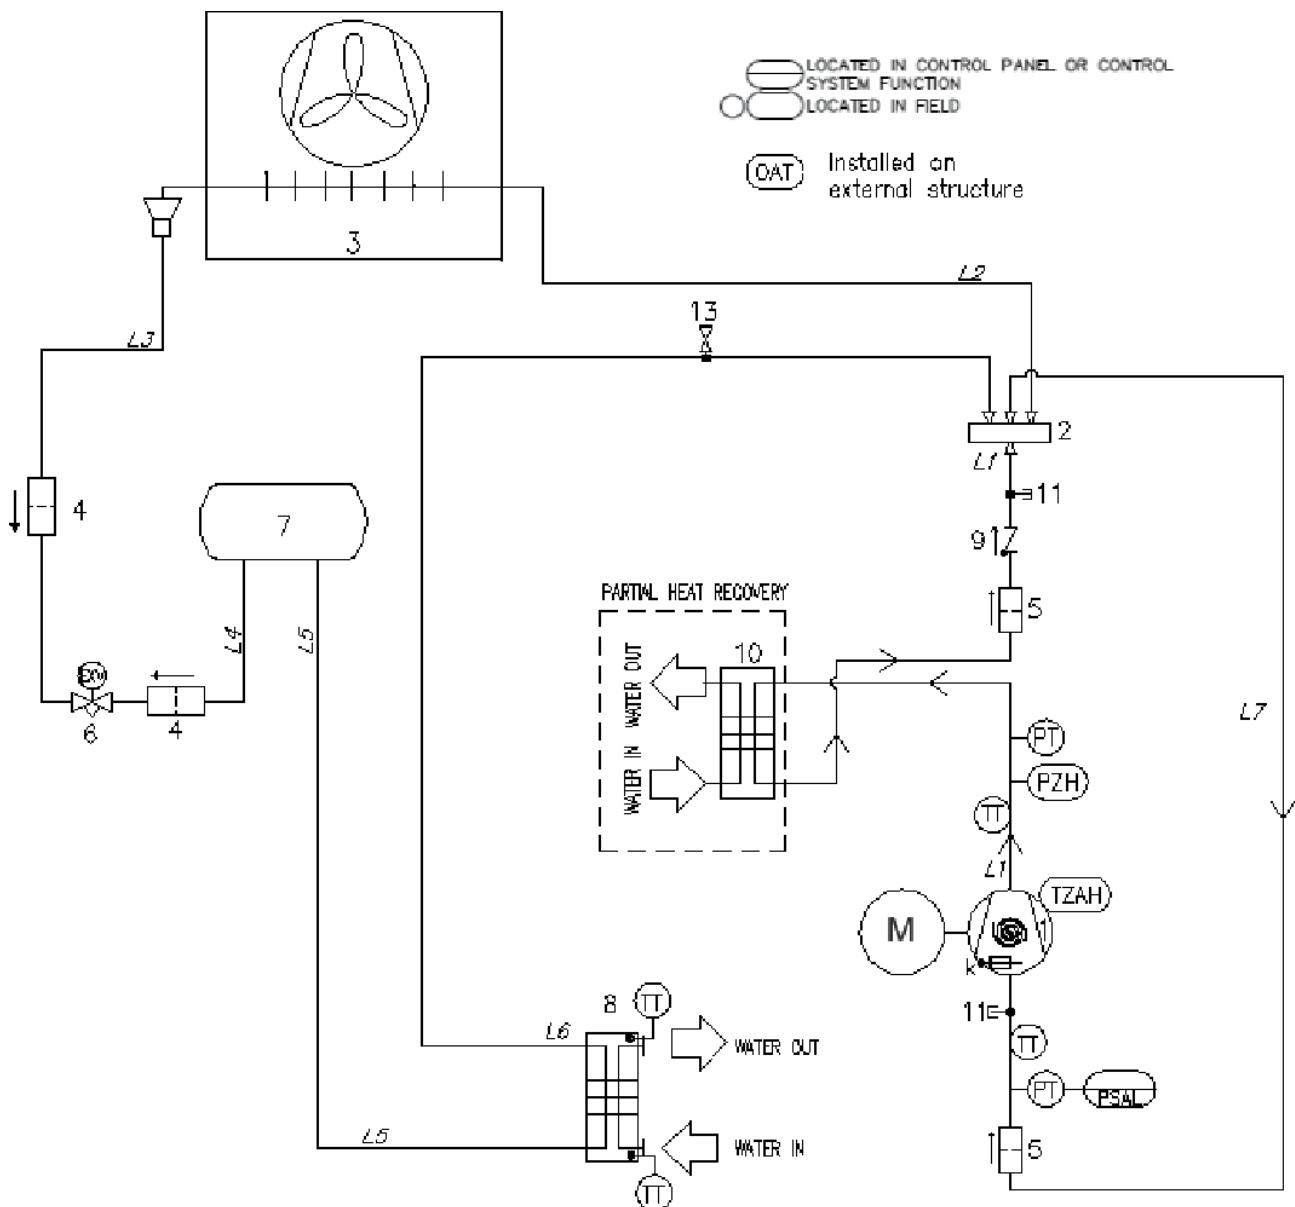 LOCATED IN CONTROL PANEL OR CONTROL
SYSTEM FUNCTION
LOCATED IN FIELD
OAT
Installed on
external structure
3
L2
13
L3
2
L1
11
4
7
9
5
PARTIAL HEAT RECOVERY
L4
L5
10
WATER OUT
WATER IN
EXV
6
4
L7
PT
PZH
TT
L1
TZAH
M
1
k
11
8
TT
TT
L6
WATER OUT
PT
PSAL
L5
WATER IN
5
TT